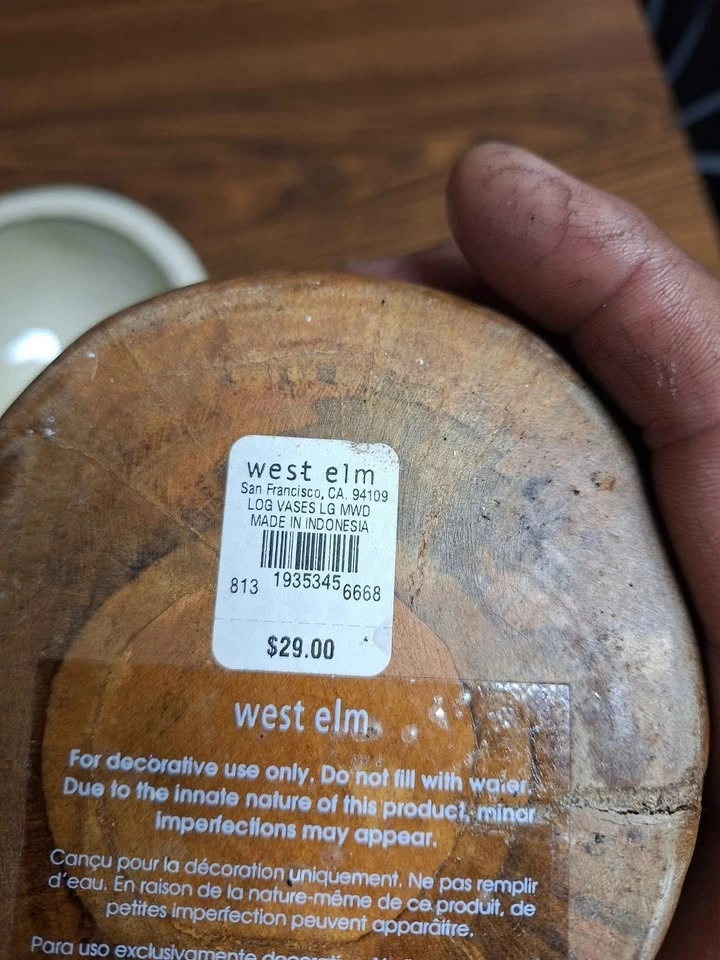 west elm
San Francisco, CA. 94109
LOG VASES LG MWD
MADE IN INDONESIA
813 1935345 6668
$29.00
west elm
For decorative use only. Do not fill with water.
Due to the innate nature of this product, minor
imperfections may appear.
Cançu pour la décoration uniquement. Ne pas remplir
d'eau. En raison de la nature-même de ce produit, de
petites imperfection peuvent apparaître.
Para uso exclusivamente